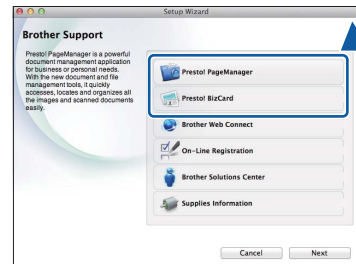 Setup Wizard
Brother Support
Presto! PageManager is a powerful
document management application
for business or personal needs.
With the new document and file
management tools, it quickly
accesses, locates and organizes all
the images and scanned documents
easily.
Presto! PageManager
Presto! BizCard
Brother Web Connect
On-Line Registration
Brother Solutions Center
Supplies Information
Cancel
Next